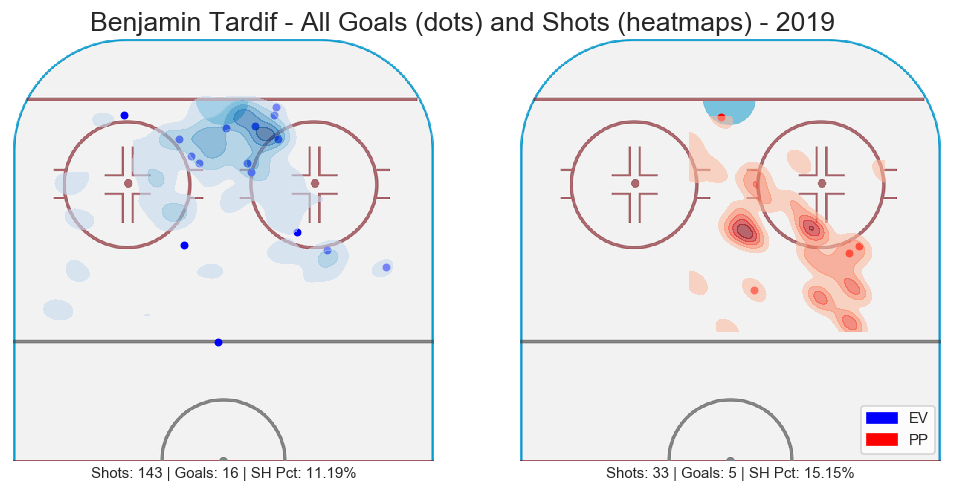 Benjamin Tardif - All Goals (dots) and Shots (heatmaps) - 2019
EV
PP
Shots: 143 | Goals: 16 | SH Pct: 11.19%
Shots: 33 | Goals: 5 | SH Pct: 15.15%